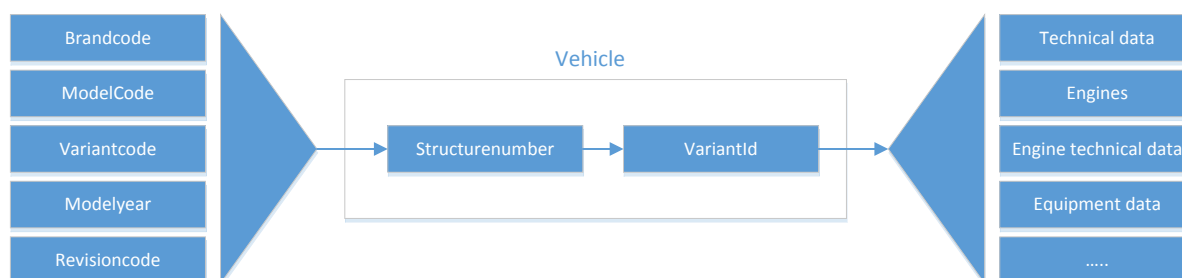 Brandcode
ModelCode
Variantcode
Modelyear
Revisioncode
Vehicle
Structurenumber
VariantId
Technical data
Engines
Engine technical data
Equipment data
.....